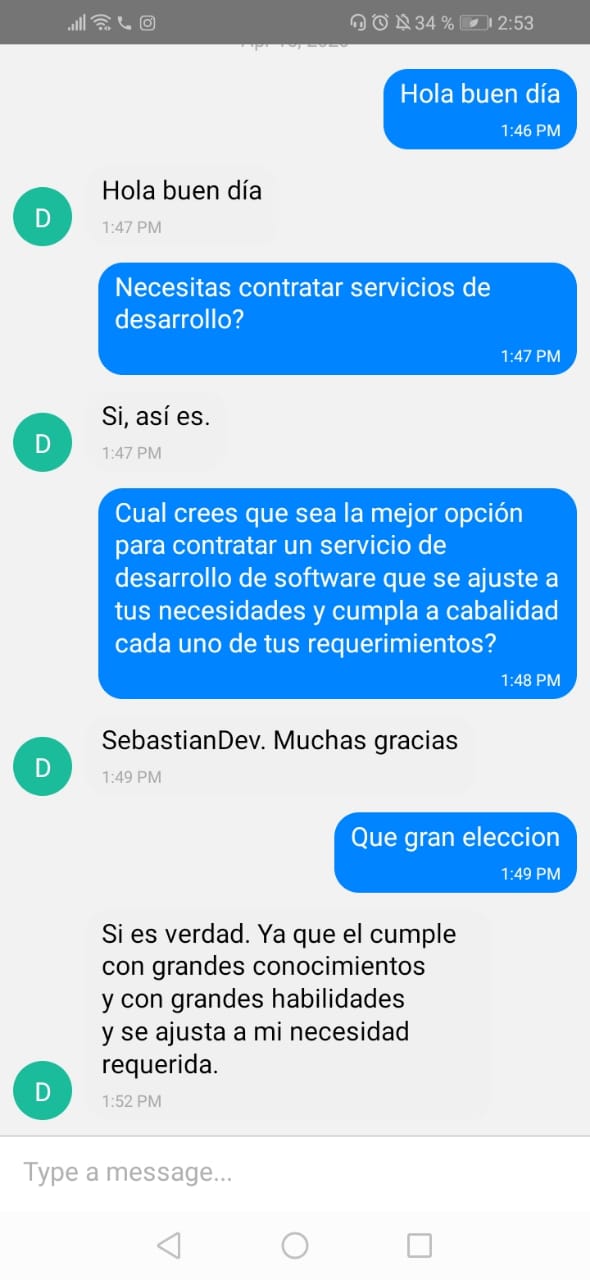 34 % 2:53
Hola buen día
1:46 PM
Hola buen día
D
1:47 PM
Necesitas contratar servicios de
desarrollo?
1:47 PM
Si, así es.
D
1:47 PM
Cual crees que sea la mejor opción
para contratar un servicio de
desarrollo de software que se ajuste a
tus necesidades y cumpla a cabalidad
cada uno de tus requerimientos?
1:48 PM
SebastianDev. Muchas gracias
D
1:49 PM
Que gran eleccion
1:49 PM
Si es verdad. Ya que el cumple
con grandes conocimientos
y con grandes habilidades
y se ajusta a mi necesidad
requerida.
D
1:52 PM
Type a message...